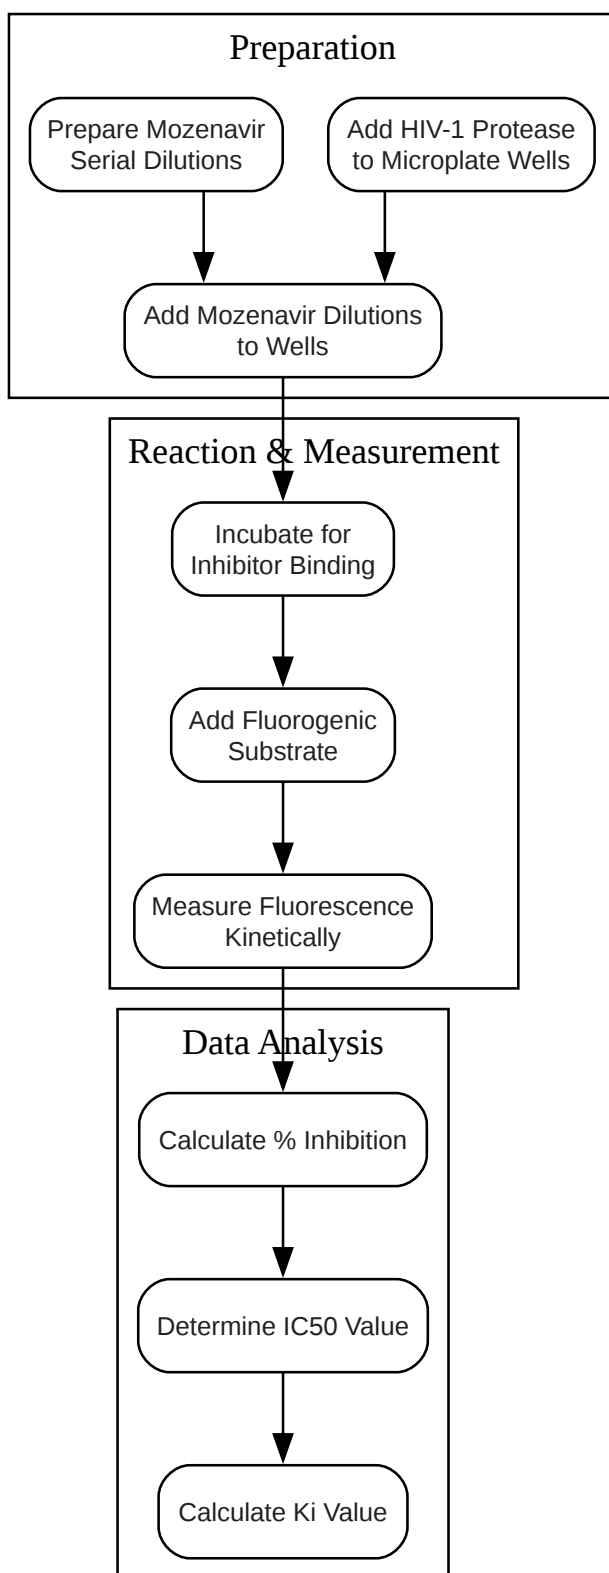 Preparation
Prepare Mozenavir
Serial Dilutions
Add HIV-1 Protease
to Microplate Wells
Add Mozenavir Dilutions
to Wells
Reaction & Measurement
Incubate for
Inhibitor Binding
Add Fluorogenic
Substrate
Measure Fluorescence
Kinetically
Data Analysis
Calculate % Inhibition
Determine IC50 Value
Calculate Ki Value